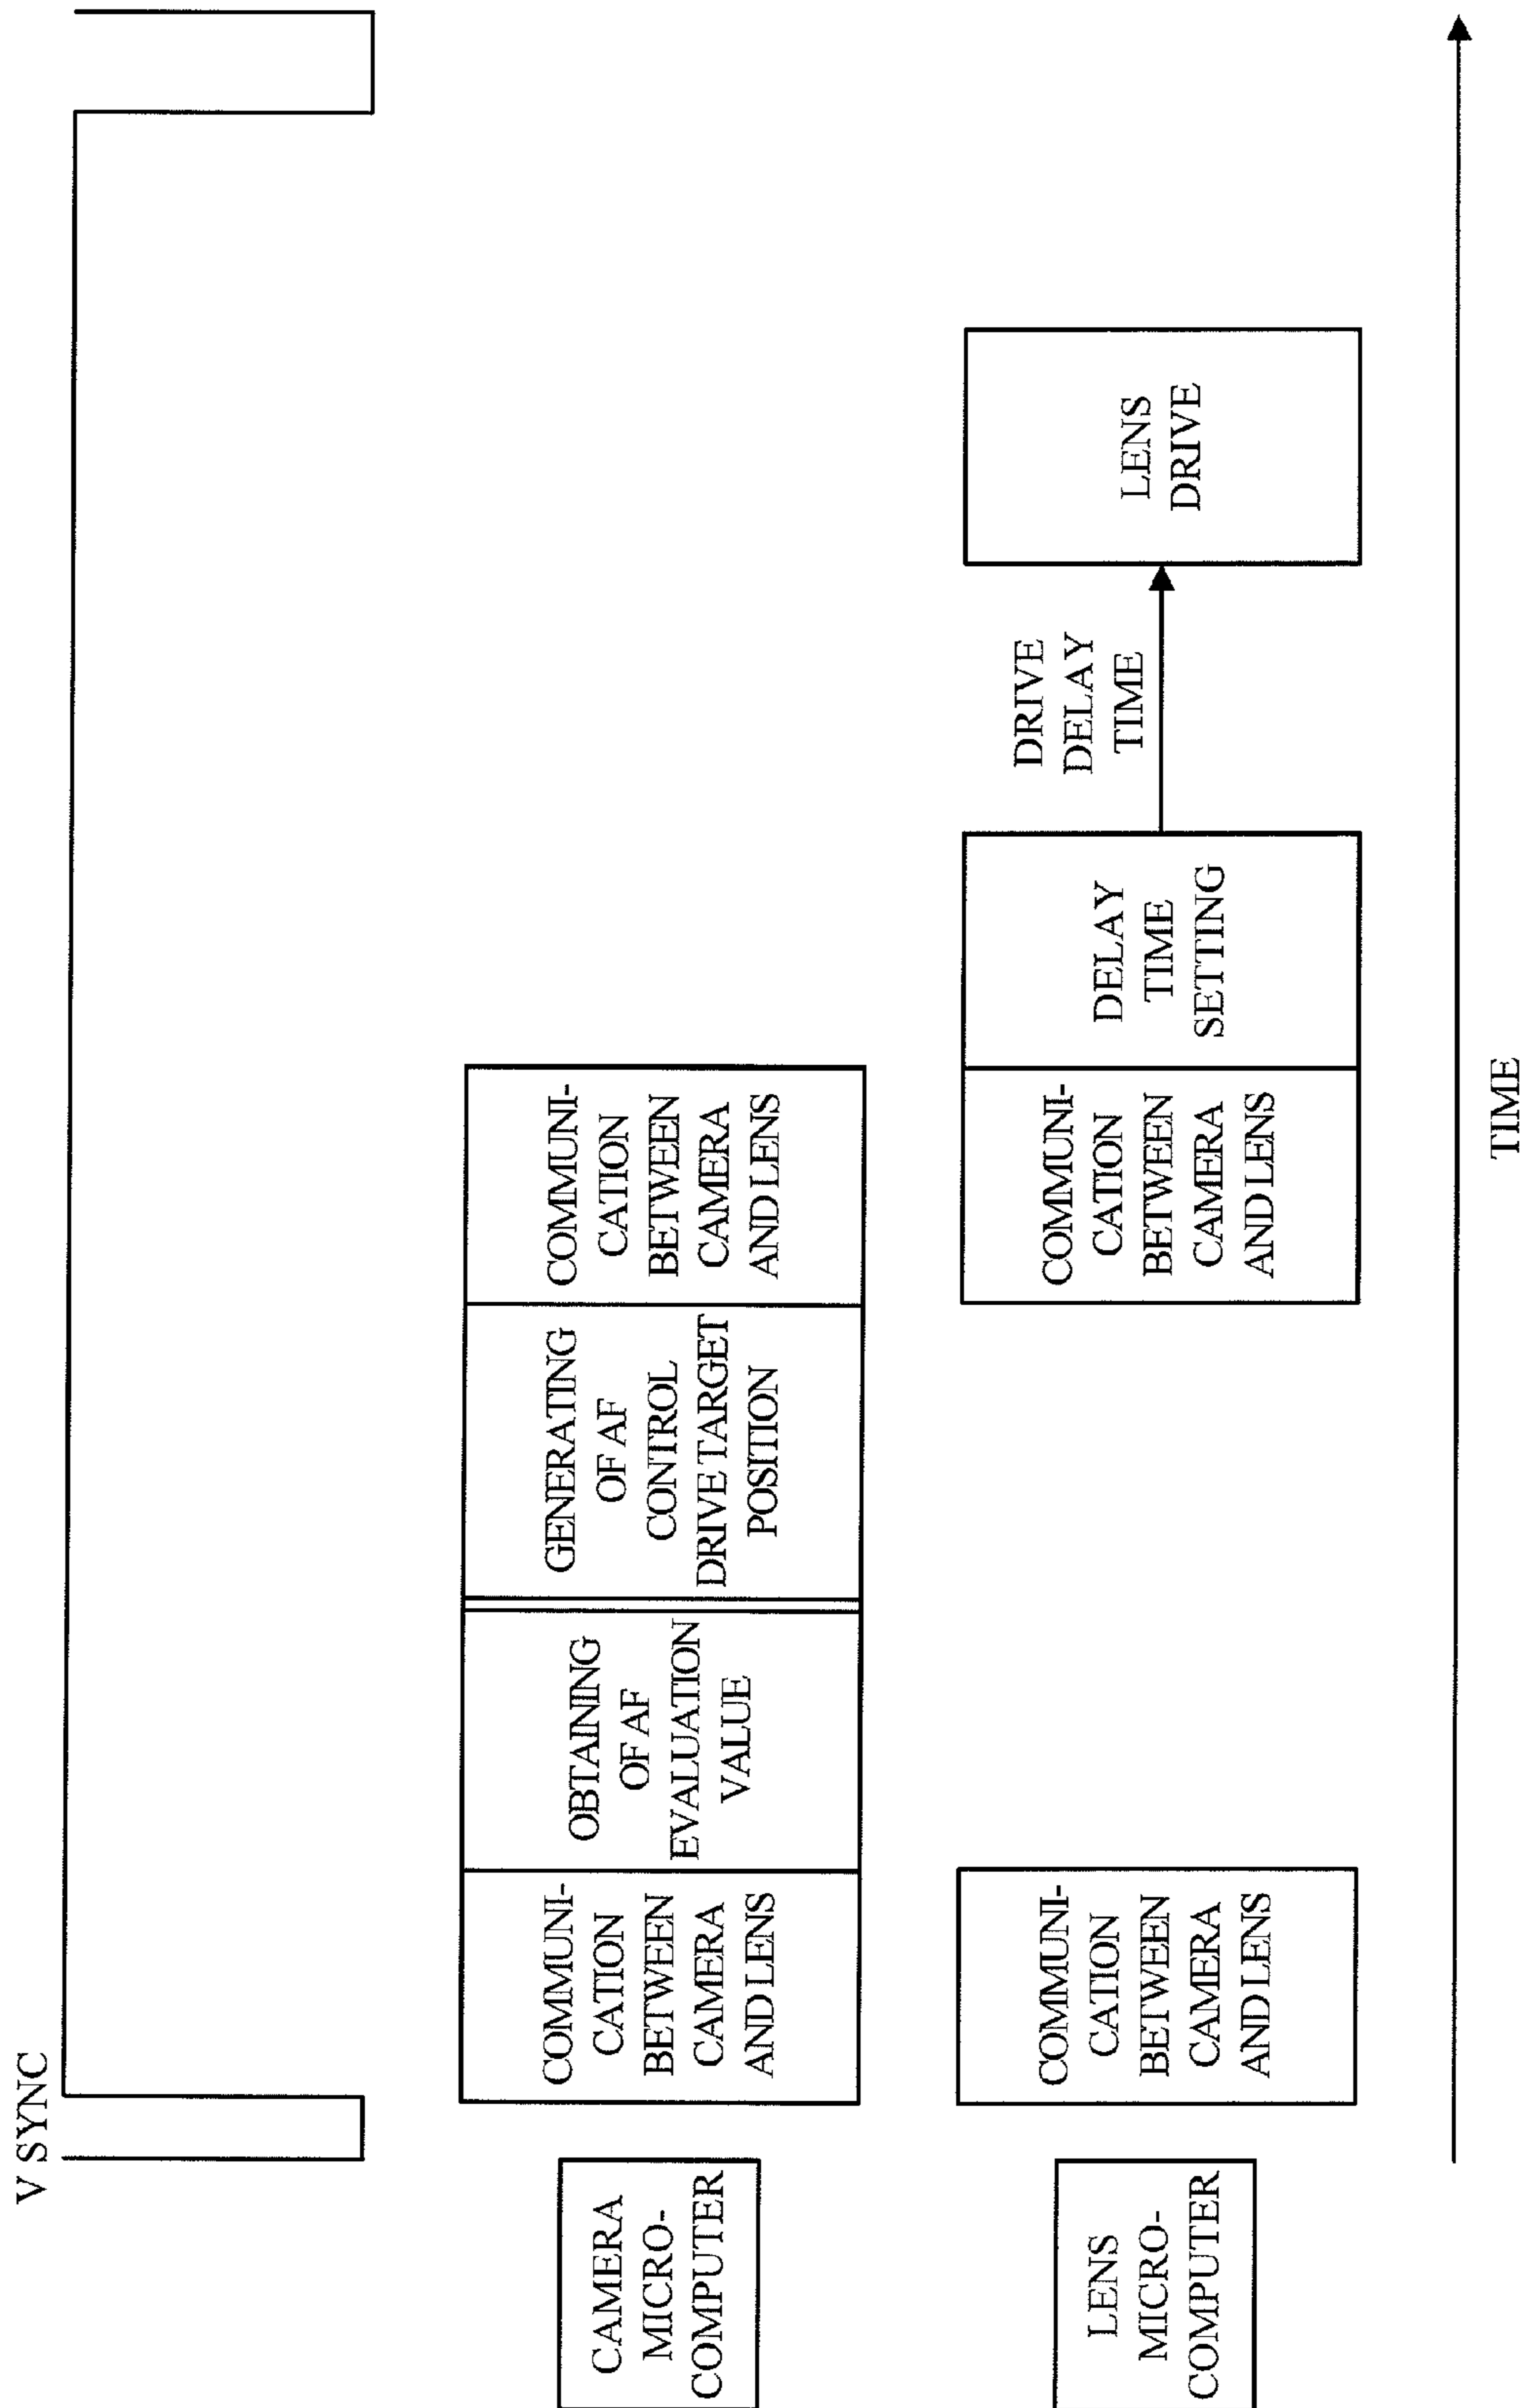 V SYNC
CAMERA
MICRO-
COMPUTER
COMMUNI-
CATION
BETWEEN
CAMERA
AND LENS
OBTAINING
OF AF
EVALUATION
VALUE
GENERATING
OF AF
CONTROL
DRIVE TARGET
POSITION
COMMUNI-
CATION
BETWEEN
CAMERA
AND LENS
LENS
MICRO-
COMPUTER
COMMUNI-
CATION
BETWEEN
CAMERA
AND LENS
COMMUNI-
CATION
BETWEEN
CAMERA
AND LENS
DELAY
TIME
SETTING
DRIVE
DELAY
TIME
LENS
DRIVE
TIME